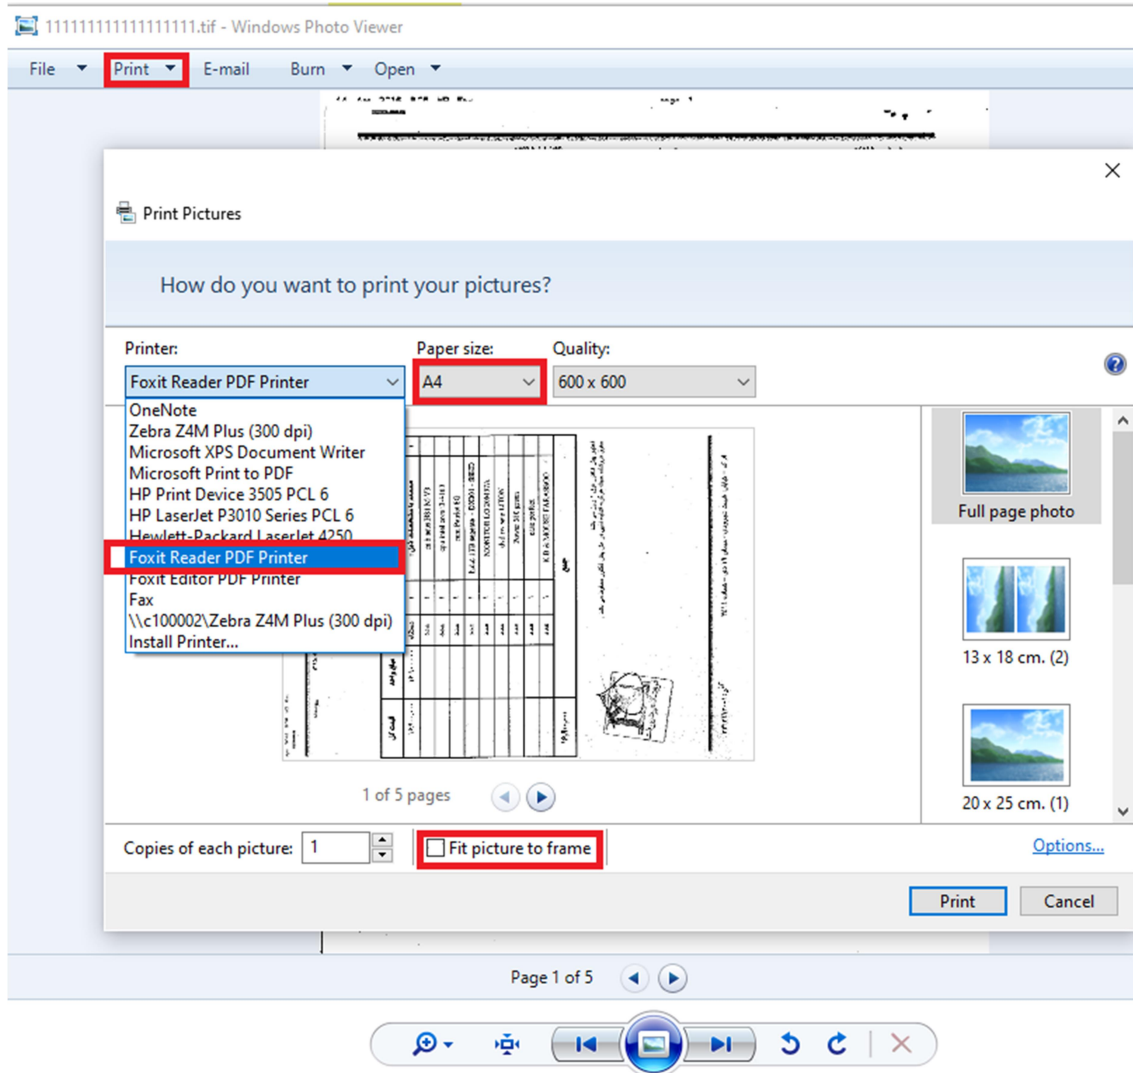 111111111111111111.tif - Windows Photo Viewer
File Print E-mail Burn Open
Print Pictures
How do you want to print your pictures?
Printer: Paper size: Quality:
Foxit Reader PDF Printer A4 600 x 600
OneNote
Zebra Z4M Plus (300 dpi)
Microsoft XPS Document Writer
Microsoft Print to PDF
HP Print Device 3505 PCL 6
HP LaserJet P3010 Series PCL 6
Hewlett-Packard LaserJet 4250
Foxit Reader PDF Printer
Foxit Editor PDF Printer
Fax
\\c100002\Zebra Z4M Plus (300 dpi)
Install Printer...
Full page photo
13 x 18 cm. (2)
20 x 25 cm. (1)
1 of 5 pages
Copies of each picture: 1 Fit picture to frame
Options...
Print Cancel
Page 1 of 5